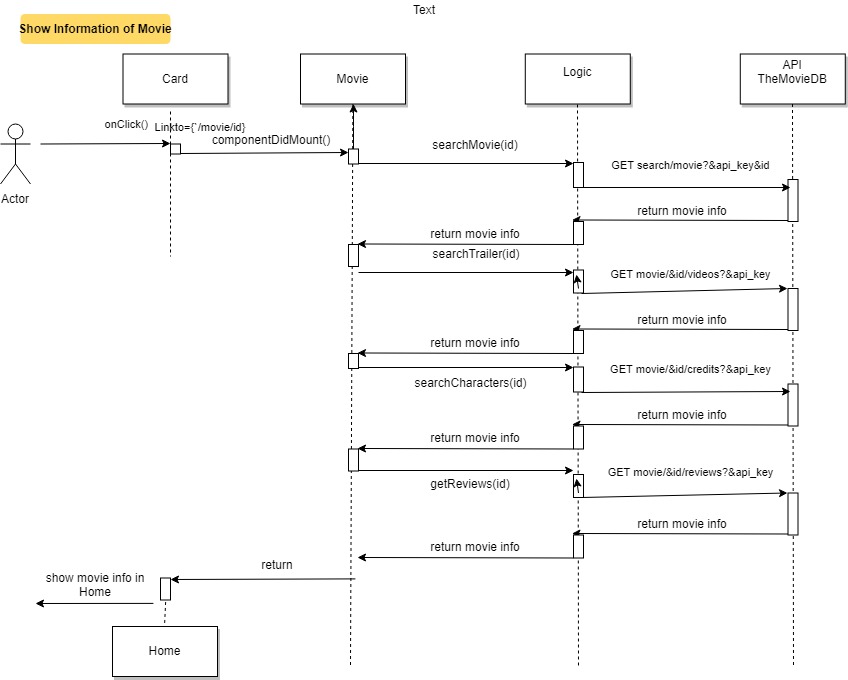 Text
Show Information of Movie
Card
Movie
Logic
API
TheMovieDB
onClick()
Linkto={`/movie/id}
componentDidMount()
searchMovie(id)
GET search/movie?&api_key&id
Actor
return movie info
return movie info
searchTrailer(id)
GET movie/&id/videos?&api_key
return movie info
return movie info
GET movie/&id/credits?&api_key
searchCharacters(id)
return movie info
return movie info
GET movie/&id/reviews?&api_key
getReviews(id)
return movie info
return movie info
return
show movie info in
Home
Home